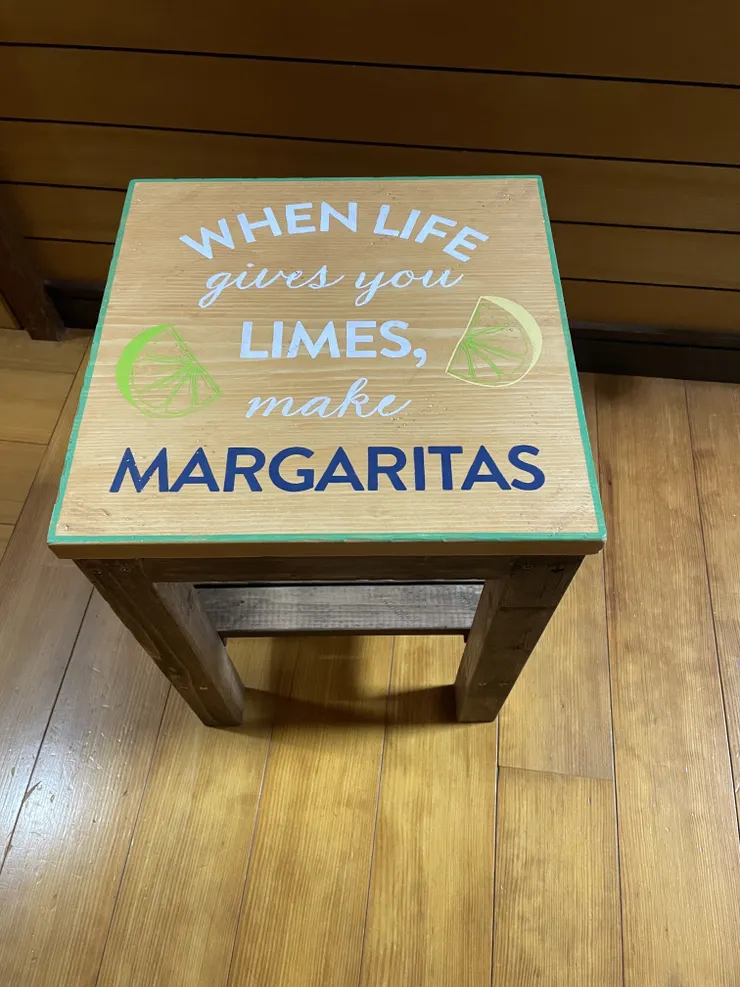 WHEN LIFE
gives you
LIMES,
make
MARGARITAS